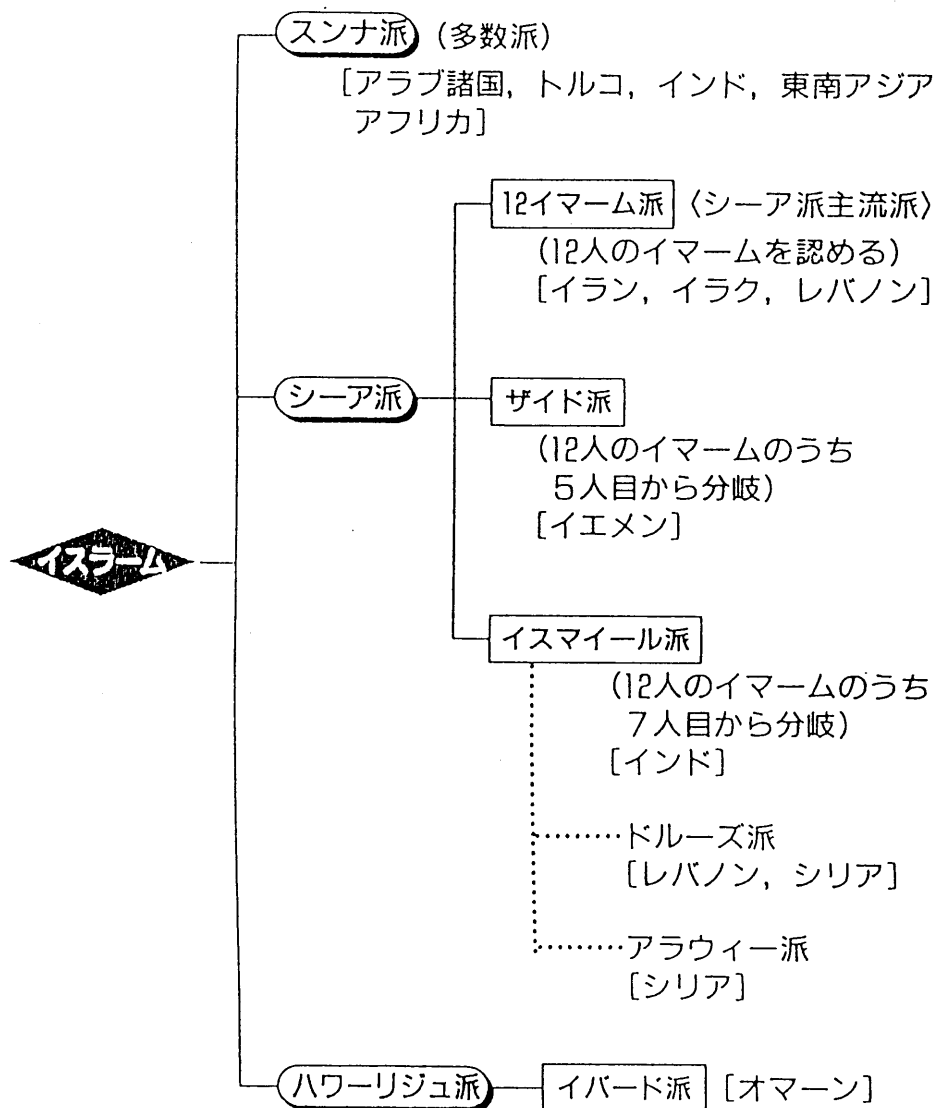 スンナ派 (多数派)
[アラブ諸国, トルコ, インド, 東南アジア
アフリカ]
12イマーム派 〈シーア派主流派〉
(12人のイマームを認める)
[イラン, イラク, レバノン]
シーア派
ザイド派
(12人のイマームのうち
5人目から分岐)
[イエメン]
イスラーム
イスマイール派
(12人のイマームのうち
7人目から分岐)
[インド]
ドルーズ派
[レバノン, シリア]
アラウィー派
[シリア]
ハワーリジュ派 イバード派 [オマーン]